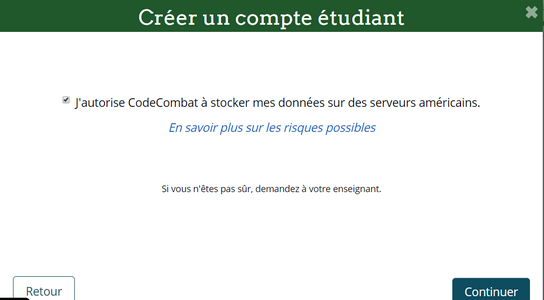 Créer un compte étudiant
J'autorise CodeCombat à stocker mes données sur des serveurs américains.
En savoir plus sur les risques possibles
Si vous n'êtes pas sûr, demandez à votre enseignant.
Retour
Continuer